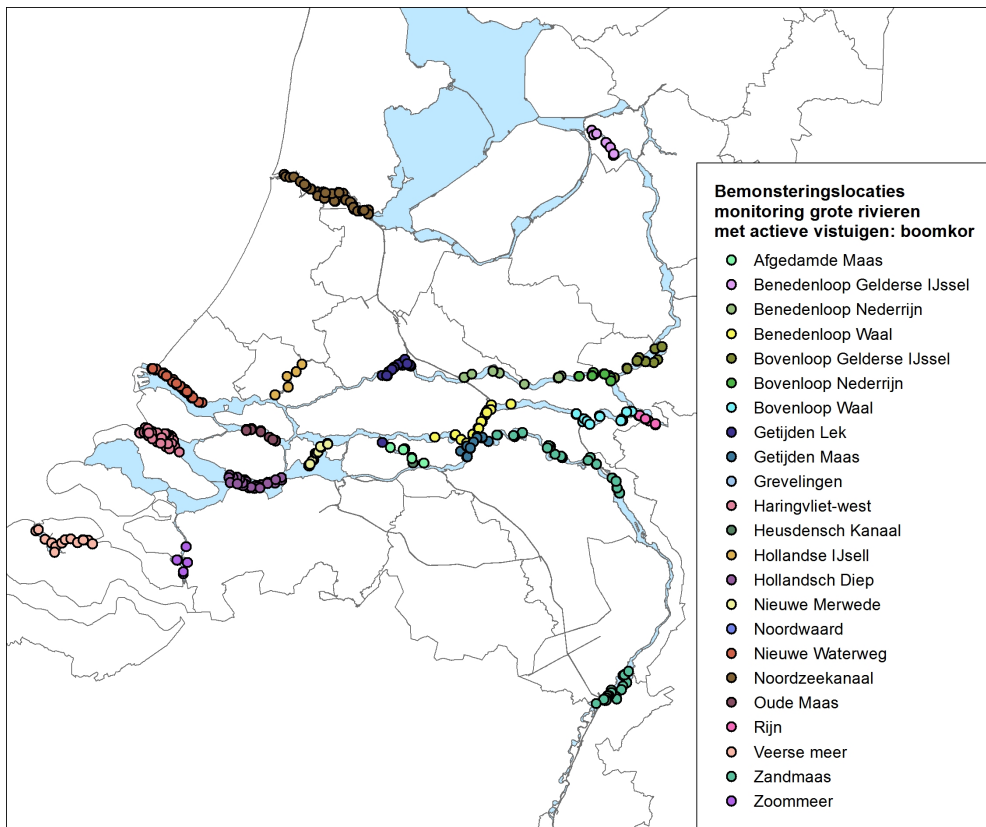 Bemonsteringslocaties
monitoring grote rivieren
met actieve vistuigen: boomkor
Afgedamde Maas
Benedenloop Gelderse IJssel
Benedenloop Nederrijn
Benedenloop Waal
Bovenloop Gelderse IJssel
Bovenloop Nederrijn
Bovenloop Waal
Getijden Lek
Getijden Maas
Grevelingen
Haringvliet-west
Heusdensch Kanaal
Hollandse IJsell
Hollandsch Diep
Nieuwe Merwede
Noordwaard
Nieuwe Waterweg
Noordzeekanaal
Oude Maas
Rijn
Veerse meer
Zandmaas
Zoommeer